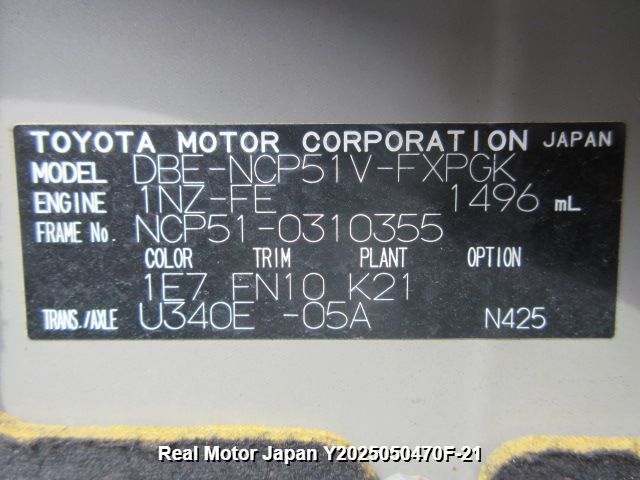 TOYOTA MOTOR CORPORATION JAPAN
MODEL DBE-NCP51V-FXPGK
ENGINE 1NZ-FE 1496 mL
FRAME No. NCP51-0310355
COLOR TRIM PLANT OPTION
1E7 FN10 K21
TRANS./AXLE U340E -05A N425
Real Motor Japan Y2025050470F-21